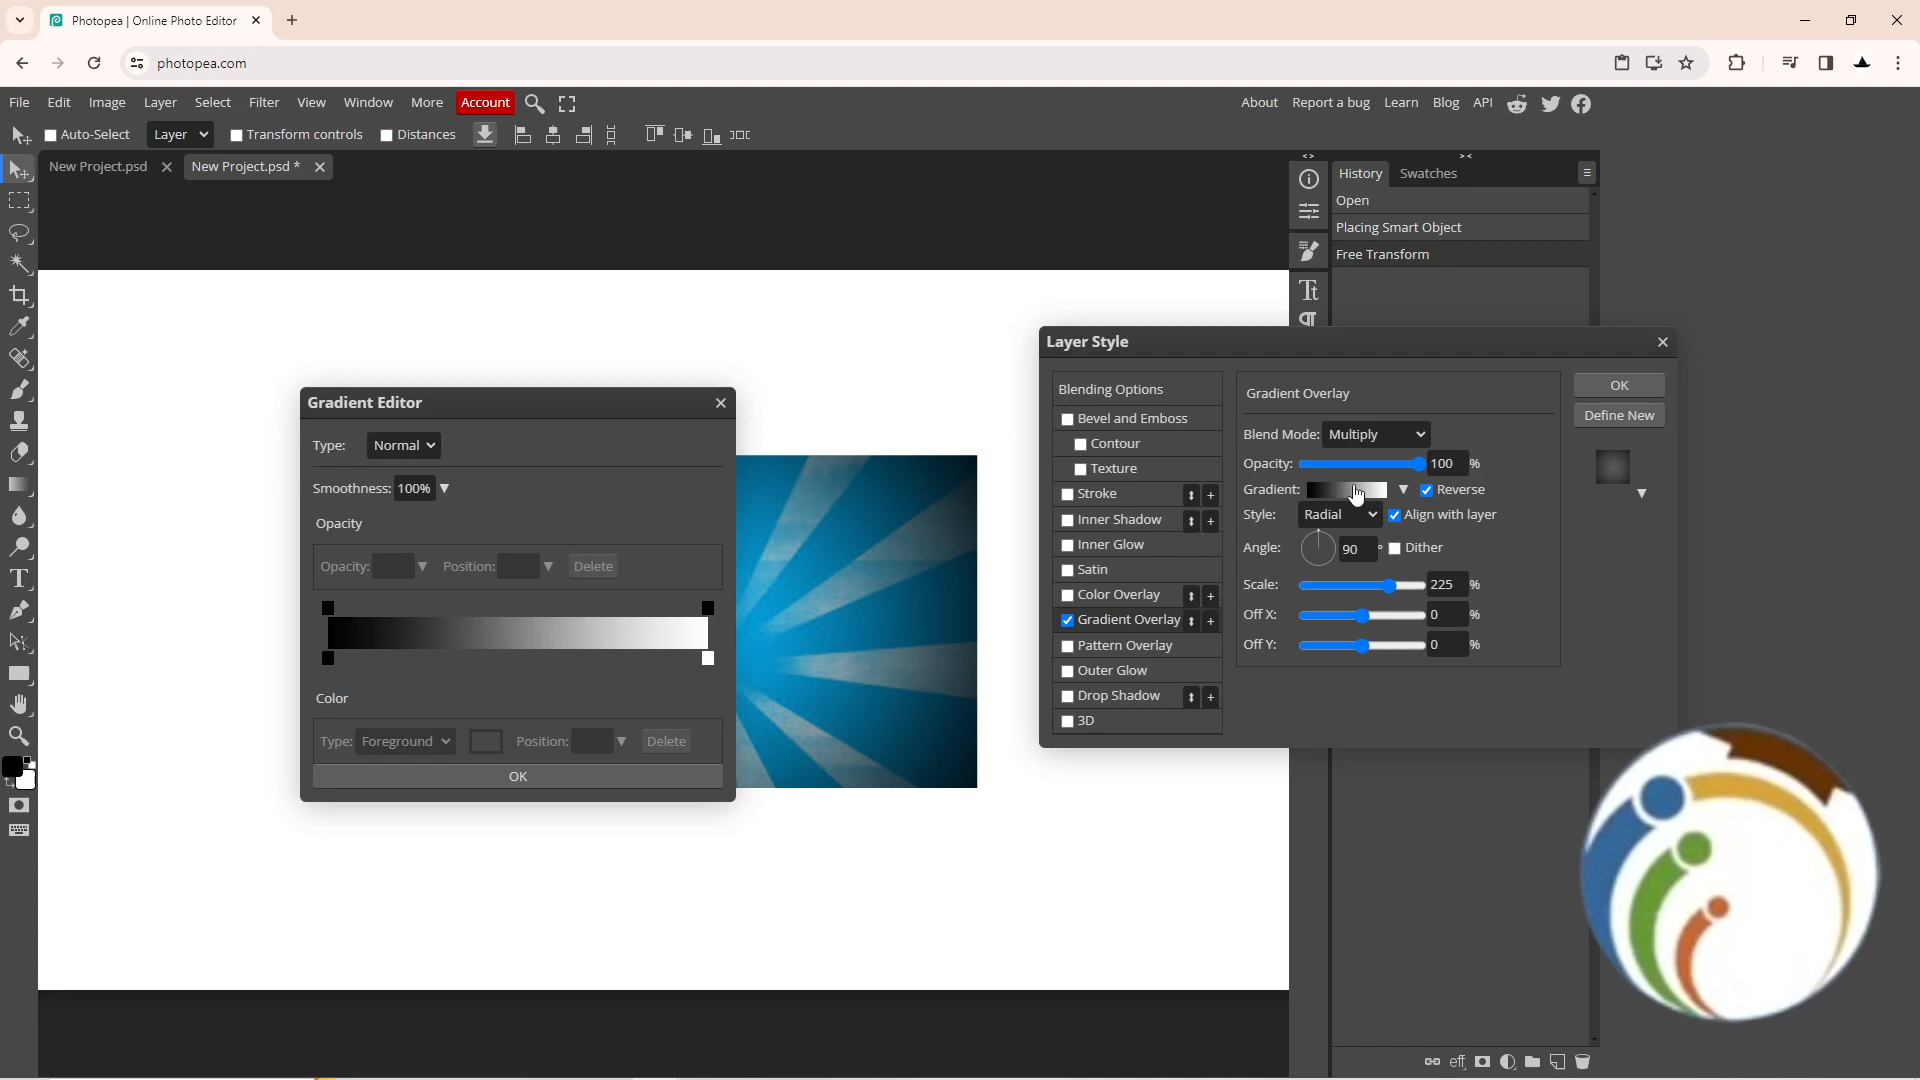 Photopea | Online Photo Editor
photopea.com
File Edit Image Layer Select Filter View Window More Account About Report a bug Learn Blog API
Auto-Select Layer Transform controls Distances
New Project.psd New Project.psd *
History Swatches
Open
Placing Smart Object
Free Transform
Gradient Editor
Type: Normal
Smoothness: 100%
Opacity
Opacity: Position: Delete
Color
Type: Foreground Position: Delete
OK
Layer Style
Blending Options
Bevel and Emboss
Contour
Texture
Stroke
Inner Shadow
Inner Glow
Satin
Color Overlay
Gradient Overlay
Pattern Overlay
Outer Glow
Drop Shadow
3D
Gradient Overlay
Blend Mode: Multiply
Opacity: 100 %
Gradient: Reverse
Style: Radial Align with layer
Angle: 90 ° Dither
Scale: 225 %
Off X: 0 %
Off Y: 0 %
OK
Define New
eff